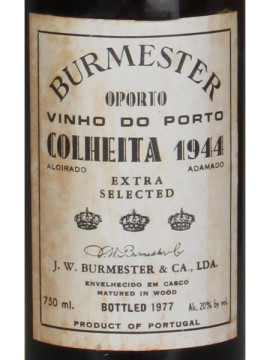 BURMESTER
OPORTO
VINHO DO PORTO
COLHEITA 1944
ALOIRADO ADAMADO
EXTRA
SELECTED
J. W. BURMESTER & CA., LDA.
ENVELHECIDO EM CASCO
MATURED IN WOOD
750 ml. BOTTLED 1977 Alc. 20% by vol.
PRODUCT OF PORTUGAL